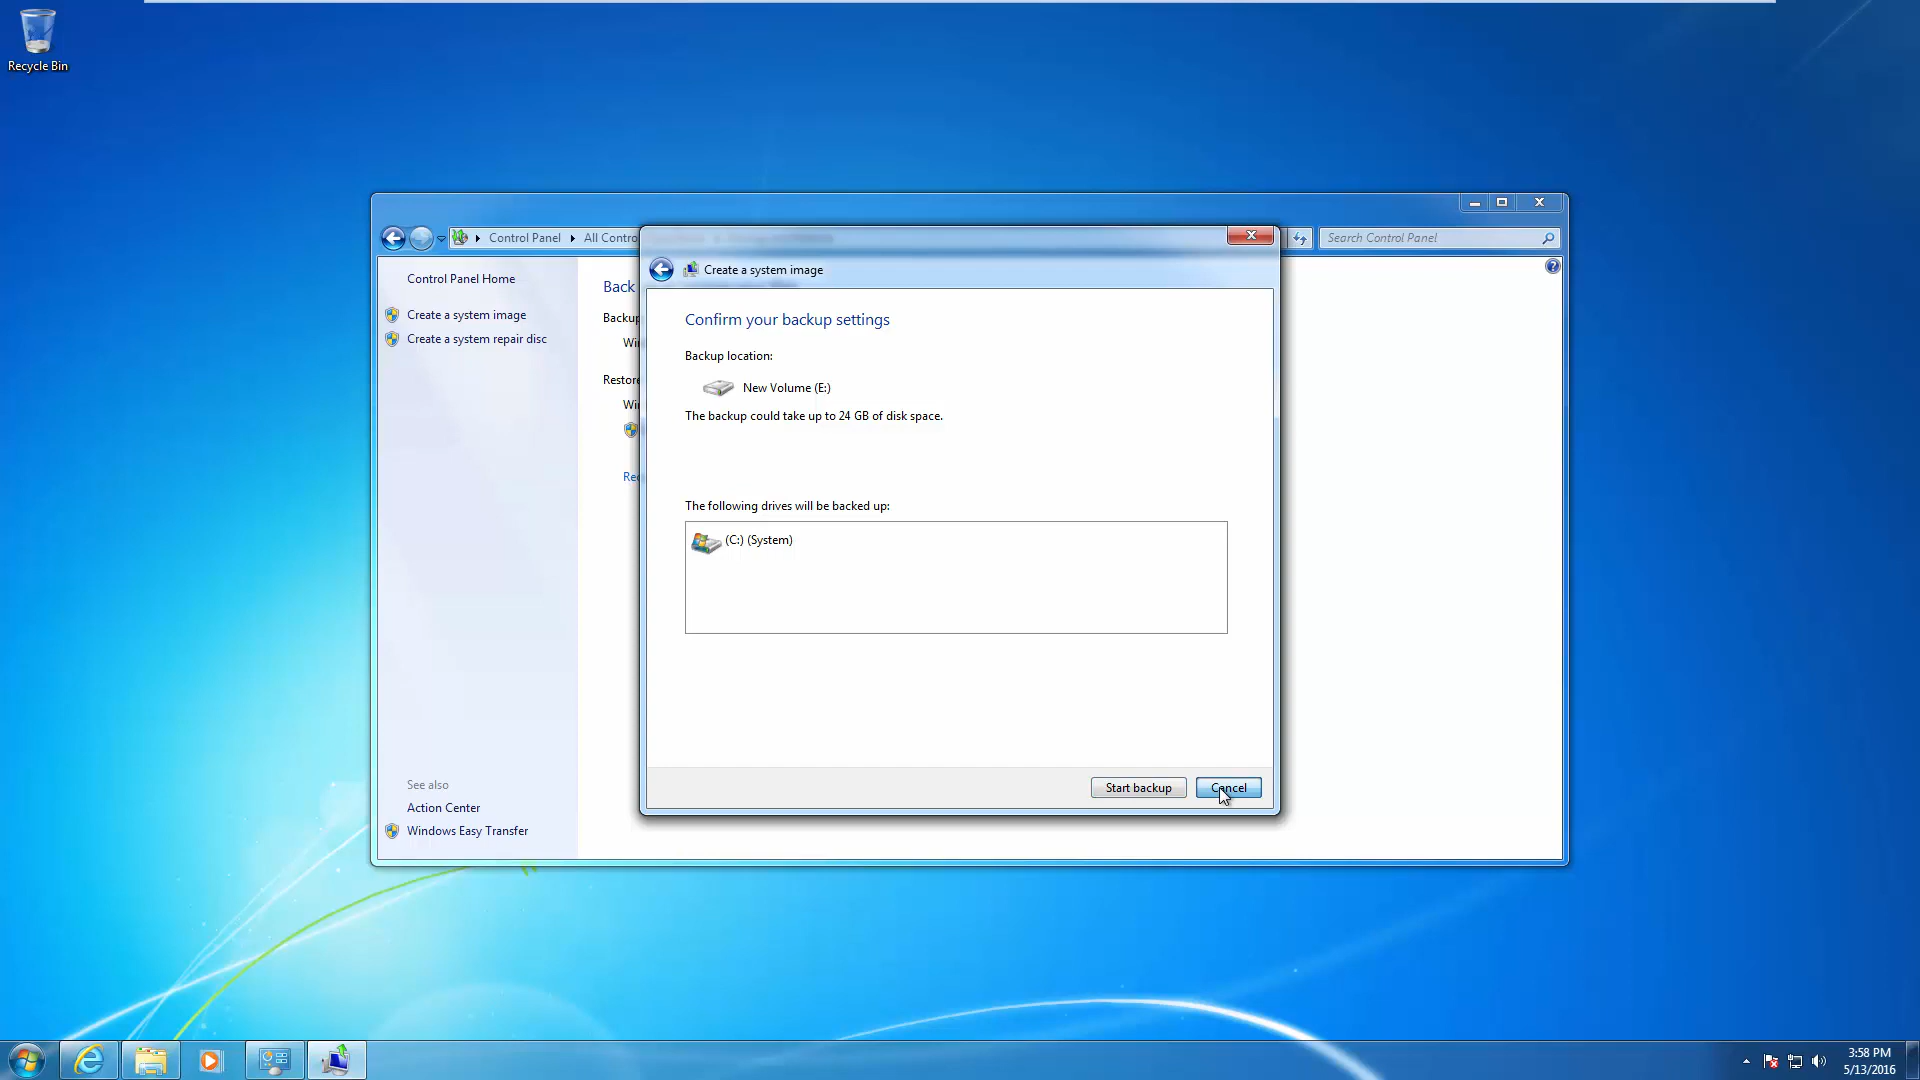 Recycle Bin
Control Panel
All Contro
Search Control Panel
Control Panel Home
Create a system image
Create a system repair disc
See also
Action Center
Windows Easy Transfer
Back
Backup
Win
Restore
Win
Rec
Create a system image
Confirm your backup settings
Backup location:
New Volume (E:)
The backup could take up to 24 GB of disk space.
The following drives will be backed up:
(C:) (System)
Start backup
Cancel
3:58 PM
5/13/2016